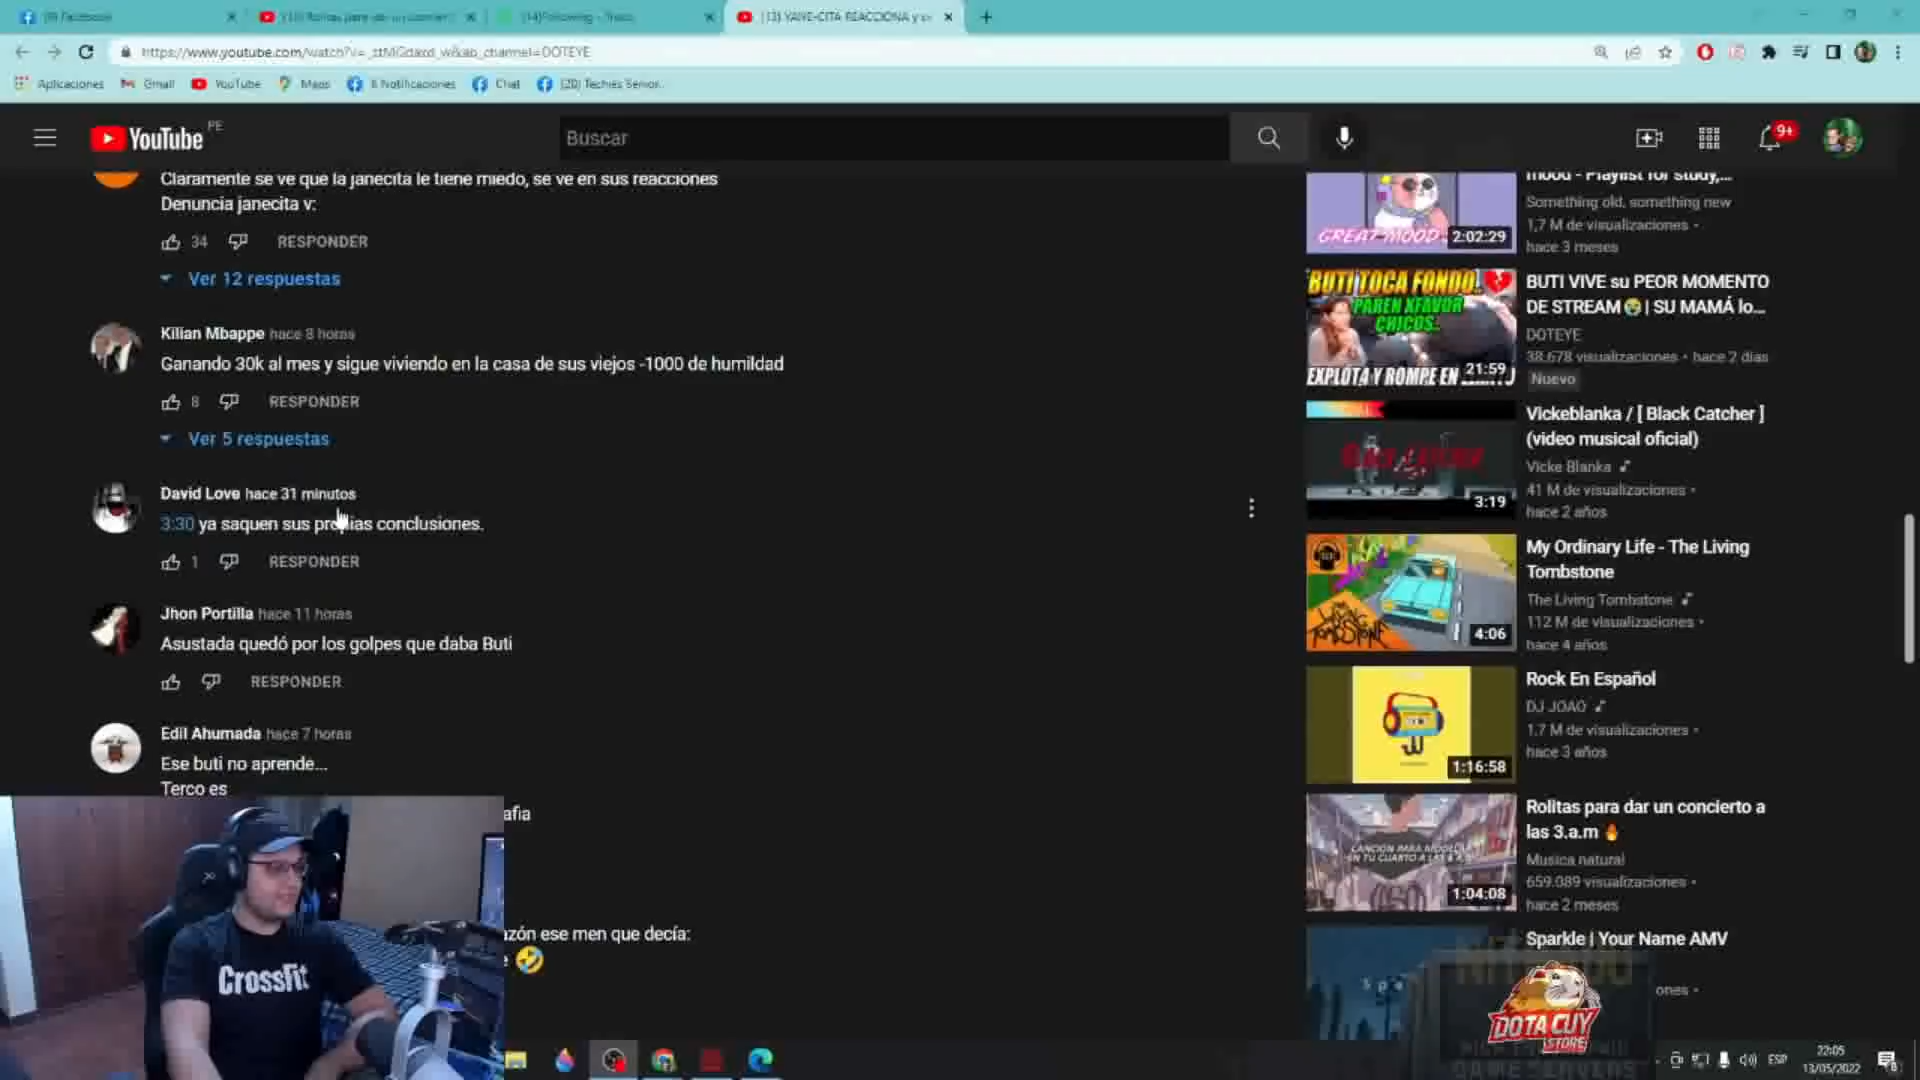 (13) YANE-CITA REACCIONA y
https://www.youtube.com/watch?v=
channel=DOTEYE
Aplicaciones
Gmail
YouTube
Maps
8 Notificaciones
Chat
(20) Techies Senior...
YouTube PE
Buscar
9+
Claramente se ve que la janecita le tiene miedo, se ve en sus reacciones
Denuncia janecita v:
34
RESPONDER
Ver 12 respuestas
Kilian Mbappe hace 8 horas
Ganando 30k al mes y sigue viviendo en la casa de sus viejos -1000 de humildad
8
RESPONDER
Ver 5 respuestas
David Love hace 31 minutos
3:30 ya saquen sus propias conclusiones.
1
RESPONDER
Jhon Portilla hace 11 horas
Asustada quedó por los golpes que daba Buti
RESPONDER
Edil Ahumada hace 7 horas
Ese buti no aprende...
Terco es
afia
azón ese men que decía:
e 🤣
CrossFit
mood - Playlist for study,...
Something old, something new
1,7 M de visualizaciones •
hace 3 meses
GREAT MOOD
2:02:29
BUTI VIVE su PEOR MOMENTO
DE STREAM 😭 | SU MAMÁ lo...
DOTEYE
38.678 visualizaciones • hace 2 días
Nuevo
BUTI TOCA FONDO..
PAREN XFAVOR
CHICOS..
EXPLOTA Y ROMPE EN
21:59
Vickeblanka / [ Black Catcher ]
(video musical oficial)
Vicke Blanka
41 M de visualizaciones •
hace 2 años
3:19
My Ordinary Life - The Living
Tombstone
The Living Tombstone
112 M de visualizaciones •
hace 4 años
4:06
Rock En Español
DJ JOAO
1.7 M de visualizaciones •
hace 3 años
1:16:58
Rolitas para dar un concierto a
las 3.a.m 🔥
Musica natural
659.089 visualizaciones •
hace 2 meses
1:04:08
Sparkle | Your Name AMV
ones •
DOTA CUY
STORE
GAME SERVERS
ESP
22:05
13/05/2022